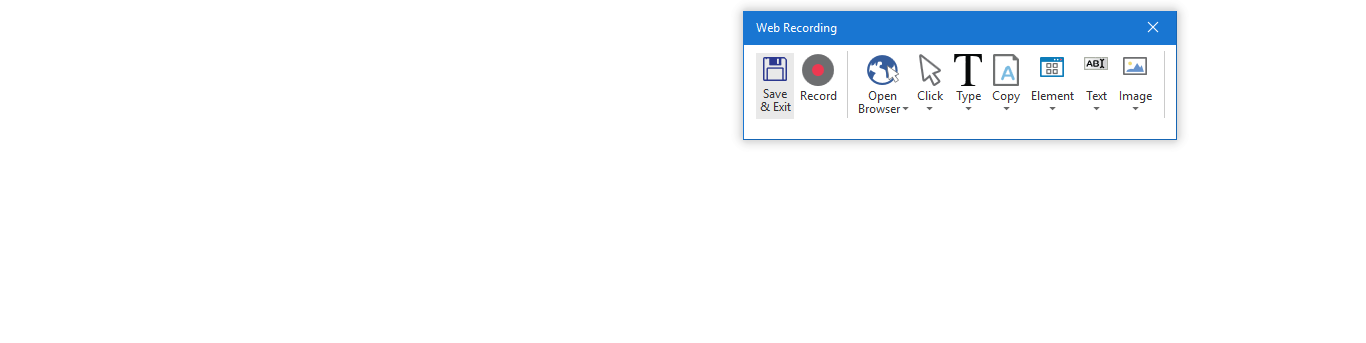 Web Recording
Save
& Exit
Record
Open
Browser
Click
T
Type
A
Copy
Element
AB
Text
Image